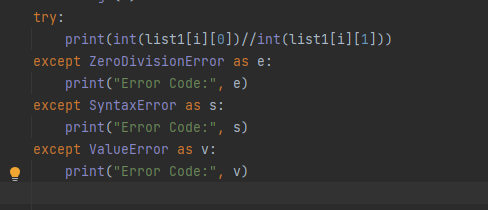 try:
    print(int(list1[i][0])//int(list1[i][1]))
except ZeroDivisionError as e:
    print("Error Code:", e)
except SyntaxError as s:
    print("Error Code:", s)
except ValueError as v:
    print("Error Code:", v)